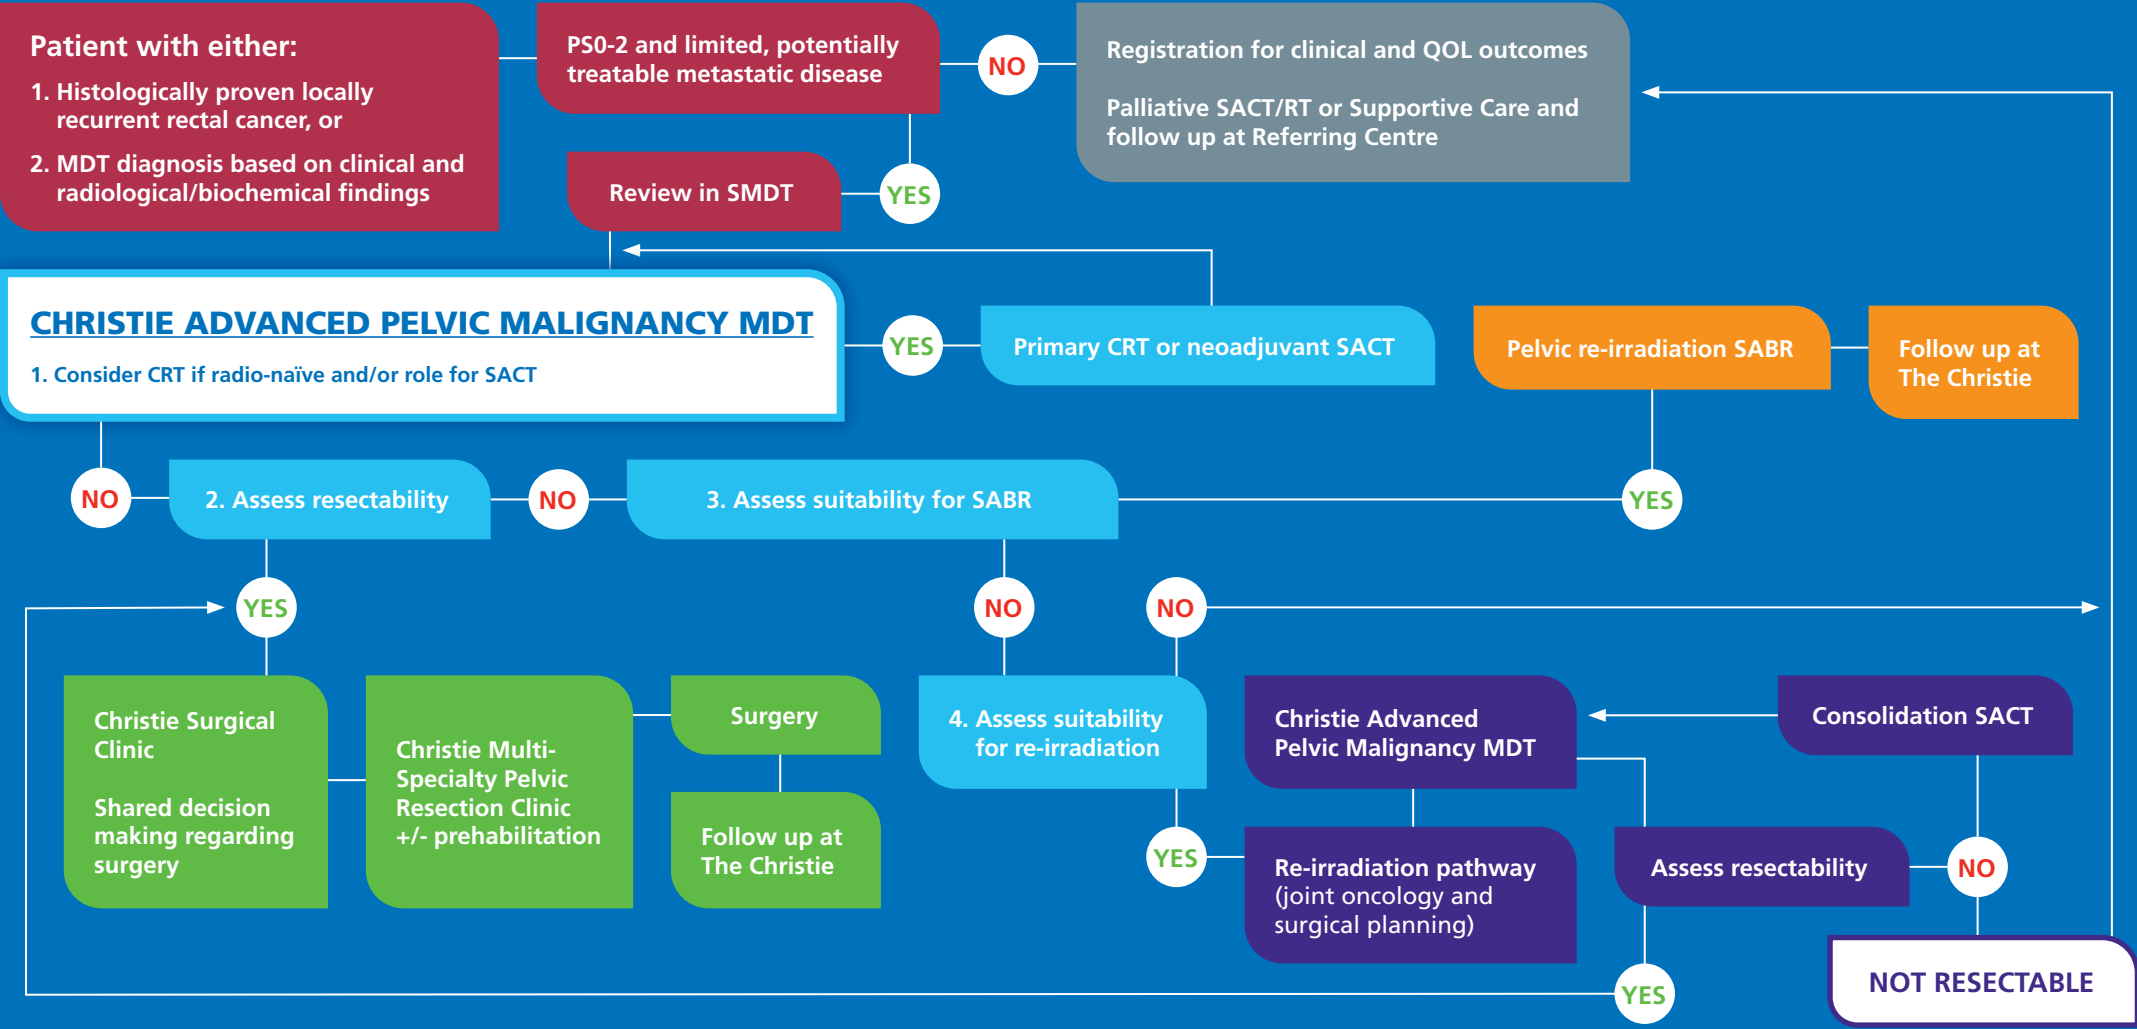 Patient with either:
1. Histologically proven locally
recurrent rectal cancer, or
2. MDT diagnosis based on clinical and
radiological/biochemical findings
PS0-2 and limited, potentially
treatable metastatic disease
NO
Registration for clinical and QOL outcomes
Palliative SACT/RT or Supportive Care and
follow up at Referring Centre
Review in SMDT
YES
CHRISTIE ADVANCED PELVIC MALIGNANCY MDT
1. Consider CRT if radio-naïve and/or role for SACT
YES
Primary CRT or neoadjuvant SACT
Pelvic re-irradiation SABR
Follow up at
The Christie
NO
2. Assess resectability
NO
3. Assess suitability for SABR
YES
YES
NO
NO
Christie Surgical
Clinic
Shared decision
making regarding
surgery
Christie Multi-
Specialty Pelvic
Resection Clinic
+/- prehabilitation
Surgery
Follow up at
The Christie
4. Assess suitability
for re-irradiation
YES
Christie Advanced
Pelvic Malignancy MDT
Consolidation SACT
Re-irradiation pathway
(joint oncology and
surgical planning)
Assess resectability
NO
YES
NOT RESECTABLE